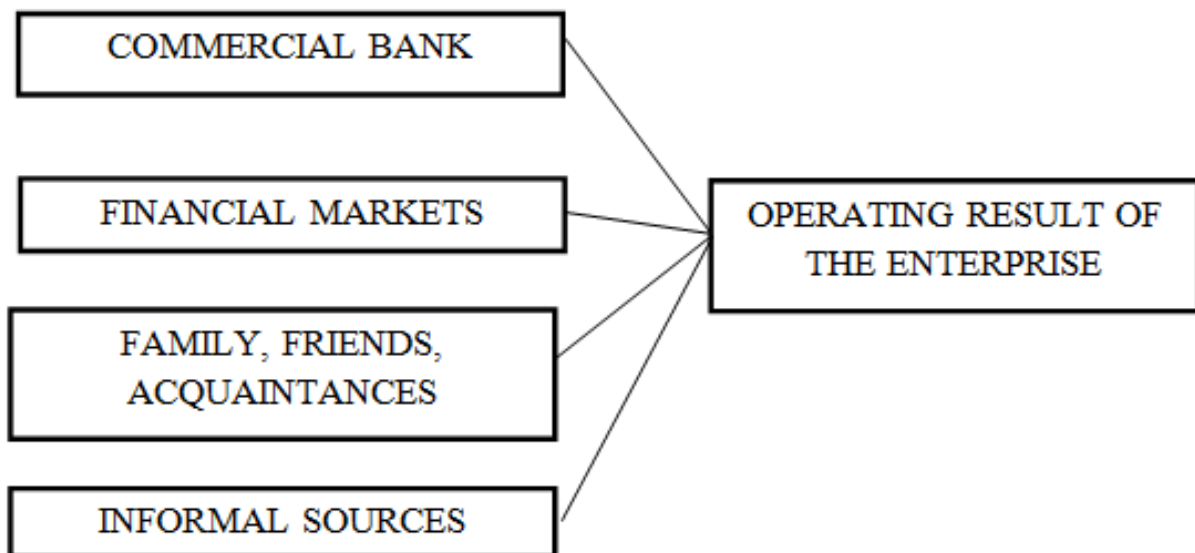 COMMERCIAL BANK
FINANCIAL MARKETS
FAMILY, FRIENDS,
ACQUAINTANCES
INFORMAL SOURCES
OPERATING RESULT OF
THE ENTERPRISE